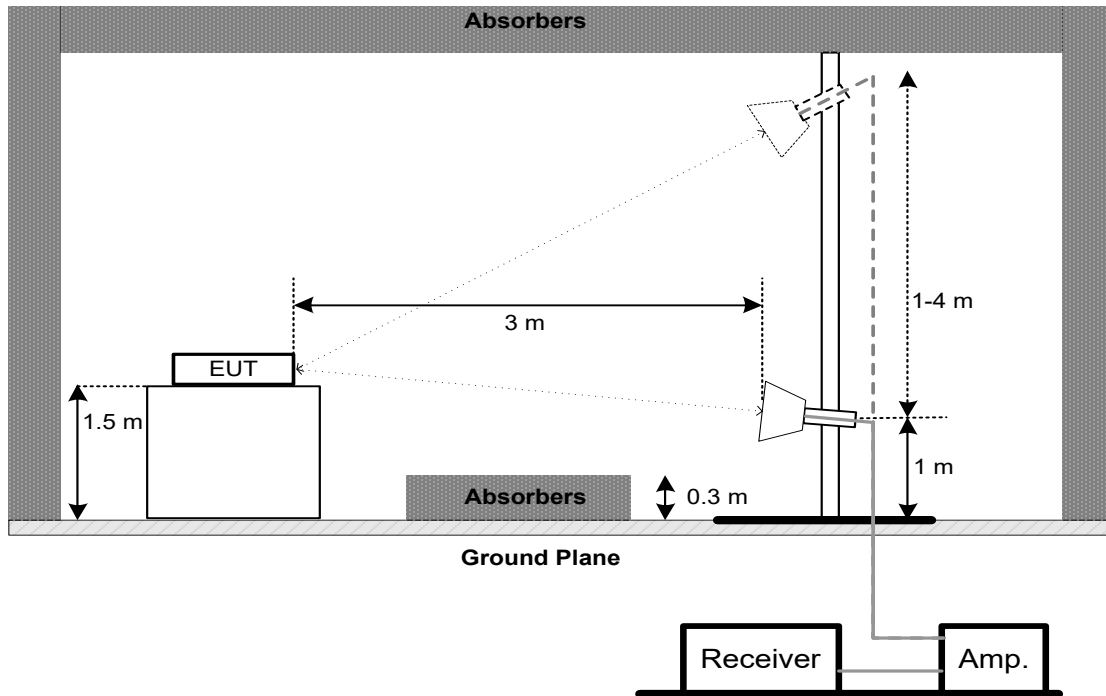 Absorbers
1-4 m
3 m
EUT
1.5 m
1 m
0.3 m
Absorbers
Ground Plane
Receiver
Amp.